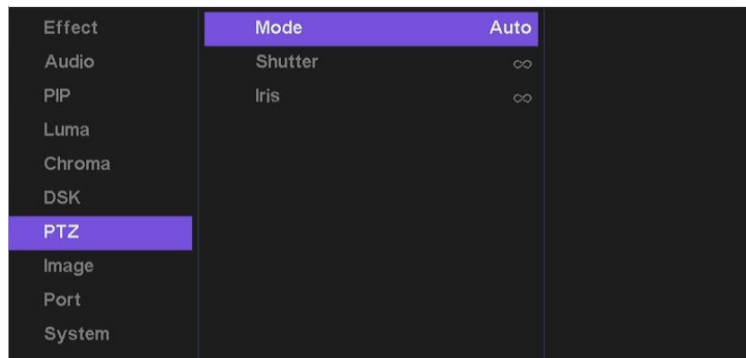 Effect
Audio
PIP
Luma
Chroma
DSK
PTZ
Image
Port
System
Mode Auto
Shutter ∞
Iris ∞